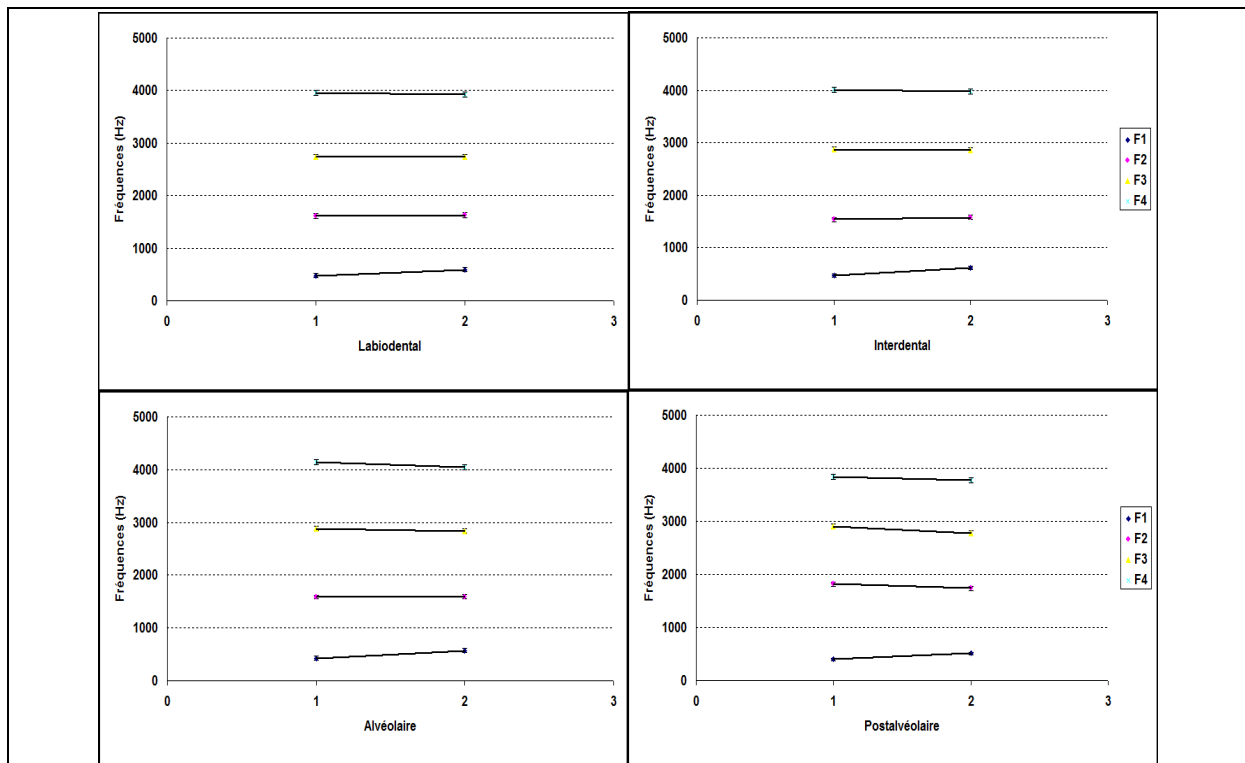 Fréquences (Hz)
5000
4000
3000
2000
1000
0
0 1 2 3
Labiodental
Fréquences (Hz)
5000
4000
3000
2000
1000
0
0 1 2 3
Interdental
F1
F2
F3
F4
Fréquences (Hz)
5000
4000
3000
2000
1000
0
0 1 2 3
Alvéolaire
Fréquences (Hz)
5000
4000
3000
2000
1000
0
0 1 2 3
Postalvéolaire
F1
F2
F3
F4